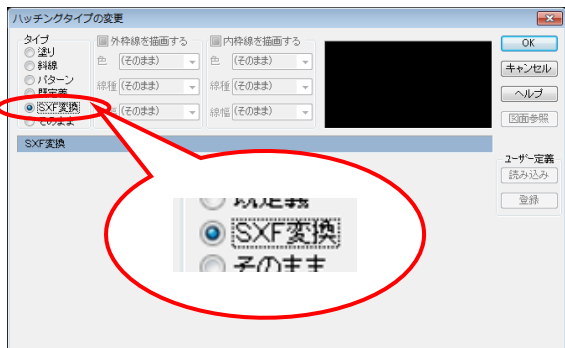 ハッチングタイプの変更
タイプ
塗り
斜線
パターン
既定義
SXF変換
そのまま
外枠線を描画する
色 (そのまま)
線種 (そのまま)
線幅 (そのまま)
内枠線を描画する
色 (そのまま)
線種 (そのまま)
線幅 (そのまま)
OK
キャンセル
ヘルプ
図面参照
SXF変換
ユーザー定義
読み込み
登録
既定義
SXF変換
そのまま